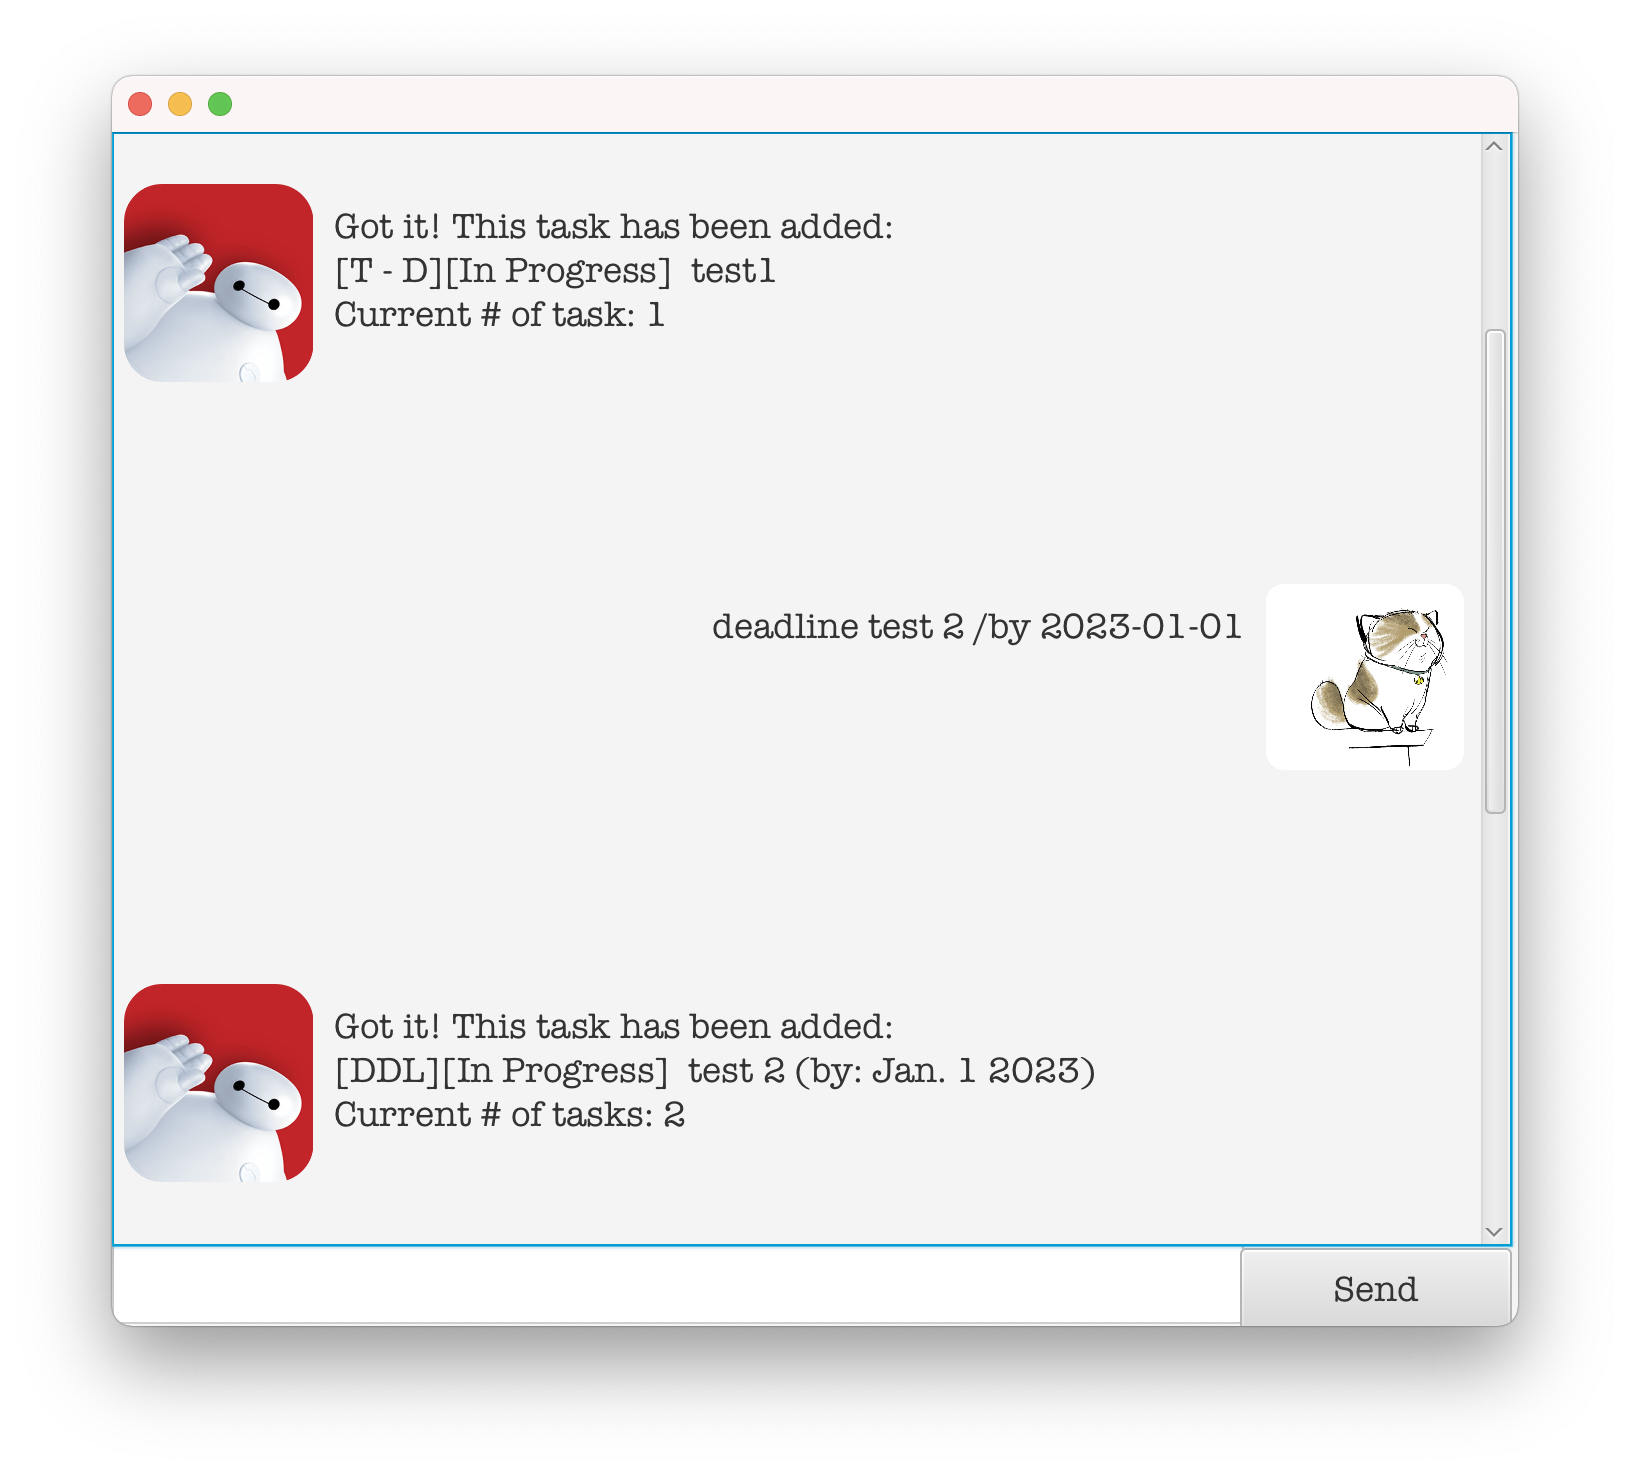 Got it! This task has been added:
[T - D][In Progress]  test1
Current # of task: 1
deadline test 2 /by 2023-01-01
Got it! This task has been added:
[DDL][In Progress]  test 2 (by: Jan. 1 2023)
Current # of tasks: 2
Send